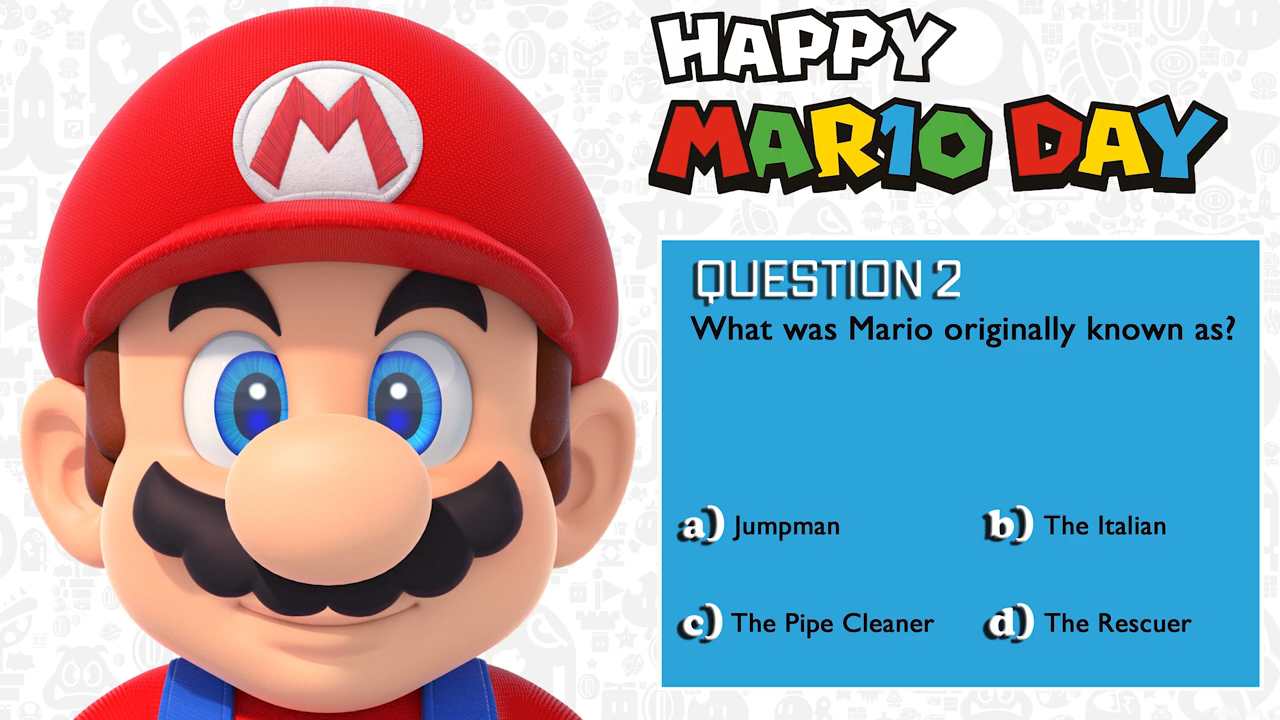 M
HAPPY
MAR10 DAY
QUESTION 2
What was Mario originally known as?
a) Jumpman
b) The Italian
c) The Pipe Cleaner
d) The Rescuer